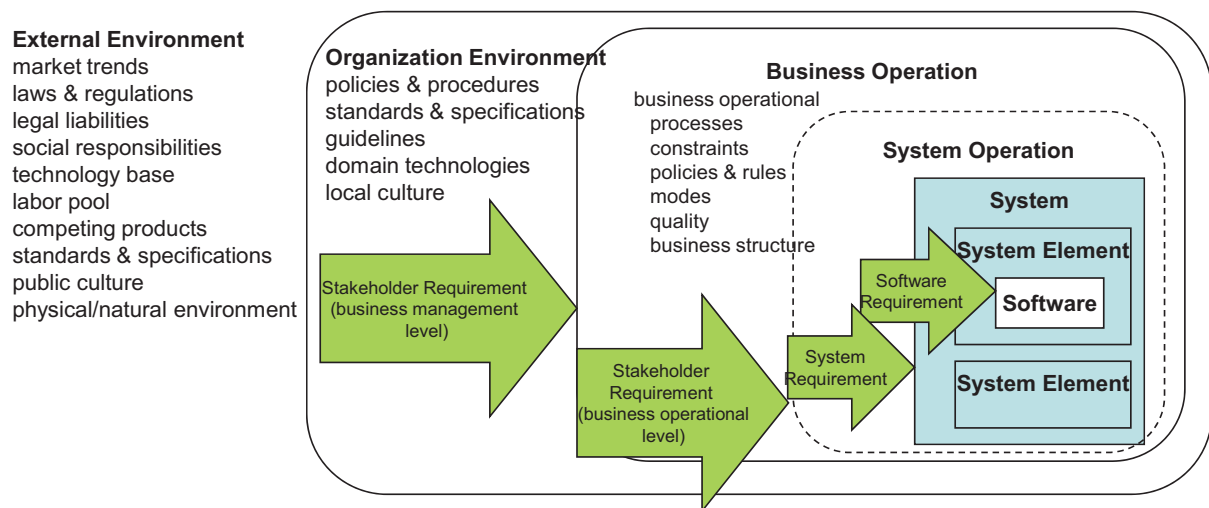 External Environment
market trends
laws & regulations
legal liabilities
social responsibilities
technology base
labor pool
competing products
standards & specifications
public culture
physical/natural environment
Organization Environment
policies & procedures
standards & specifications
guidelines
domain technologies
local culture
Stakeholder Requirement
(business management
level)
Business Operation
business operational
processes
constraints
policies & rules
modes
quality
business structure
Stakeholder
Requirement
(business operational
level)
System Operation
System
Requirement
Software
Requirement
System
System Element
Software
System Element